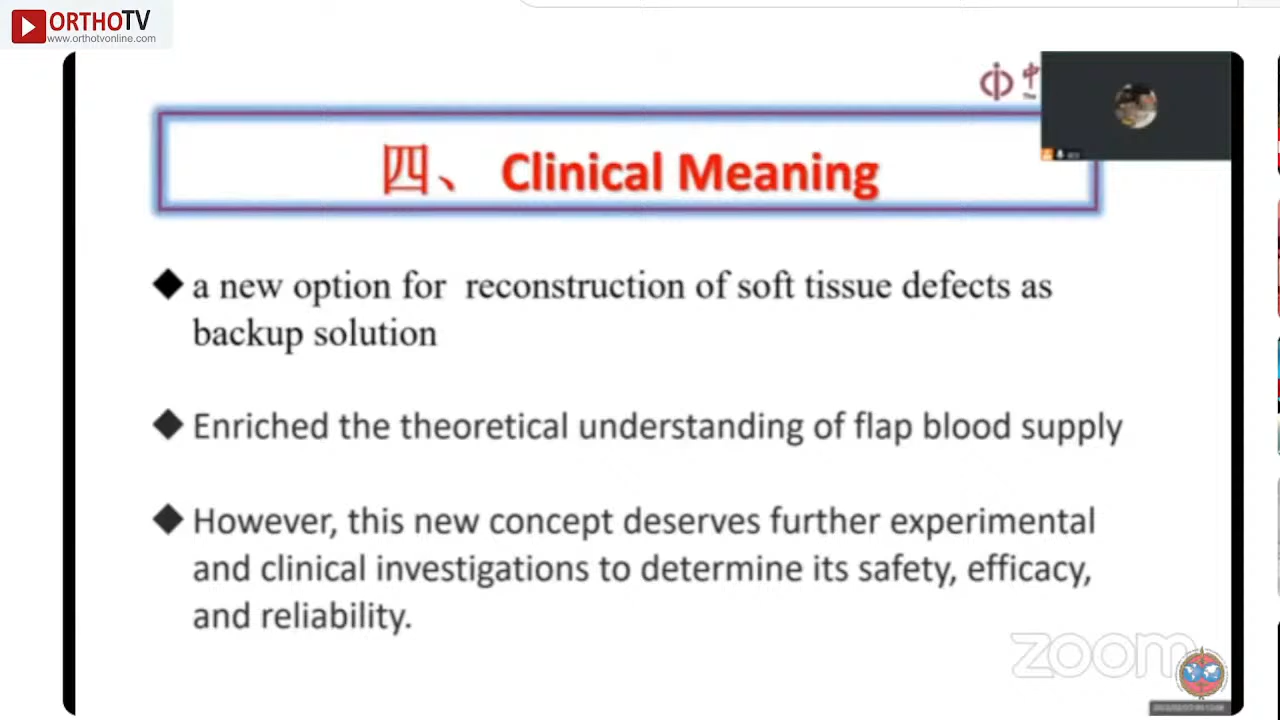 ORTHOTV
www.orthotvonline.com
中
The
四、 Clinical Meaning
a new option for reconstruction of soft tissue defects as
backup solution
Enriched the theoretical understanding of flap blood supply
However, this new concept deserves further experimental
and clinical investigations to determine its safety, efficacy,
and reliability.
zoom